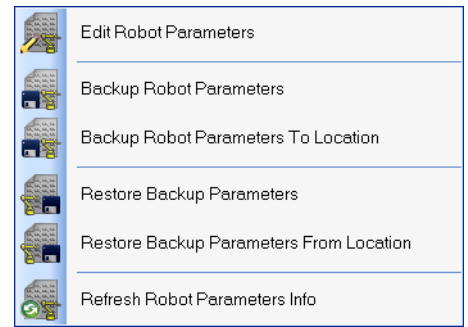 Edit Robot Parameters
Backup Robot Parameters
Backup Robot Parameters To Location
Restore Backup Parameters
Restore Backup Parameters From Location
Refresh Robot Parameters Info